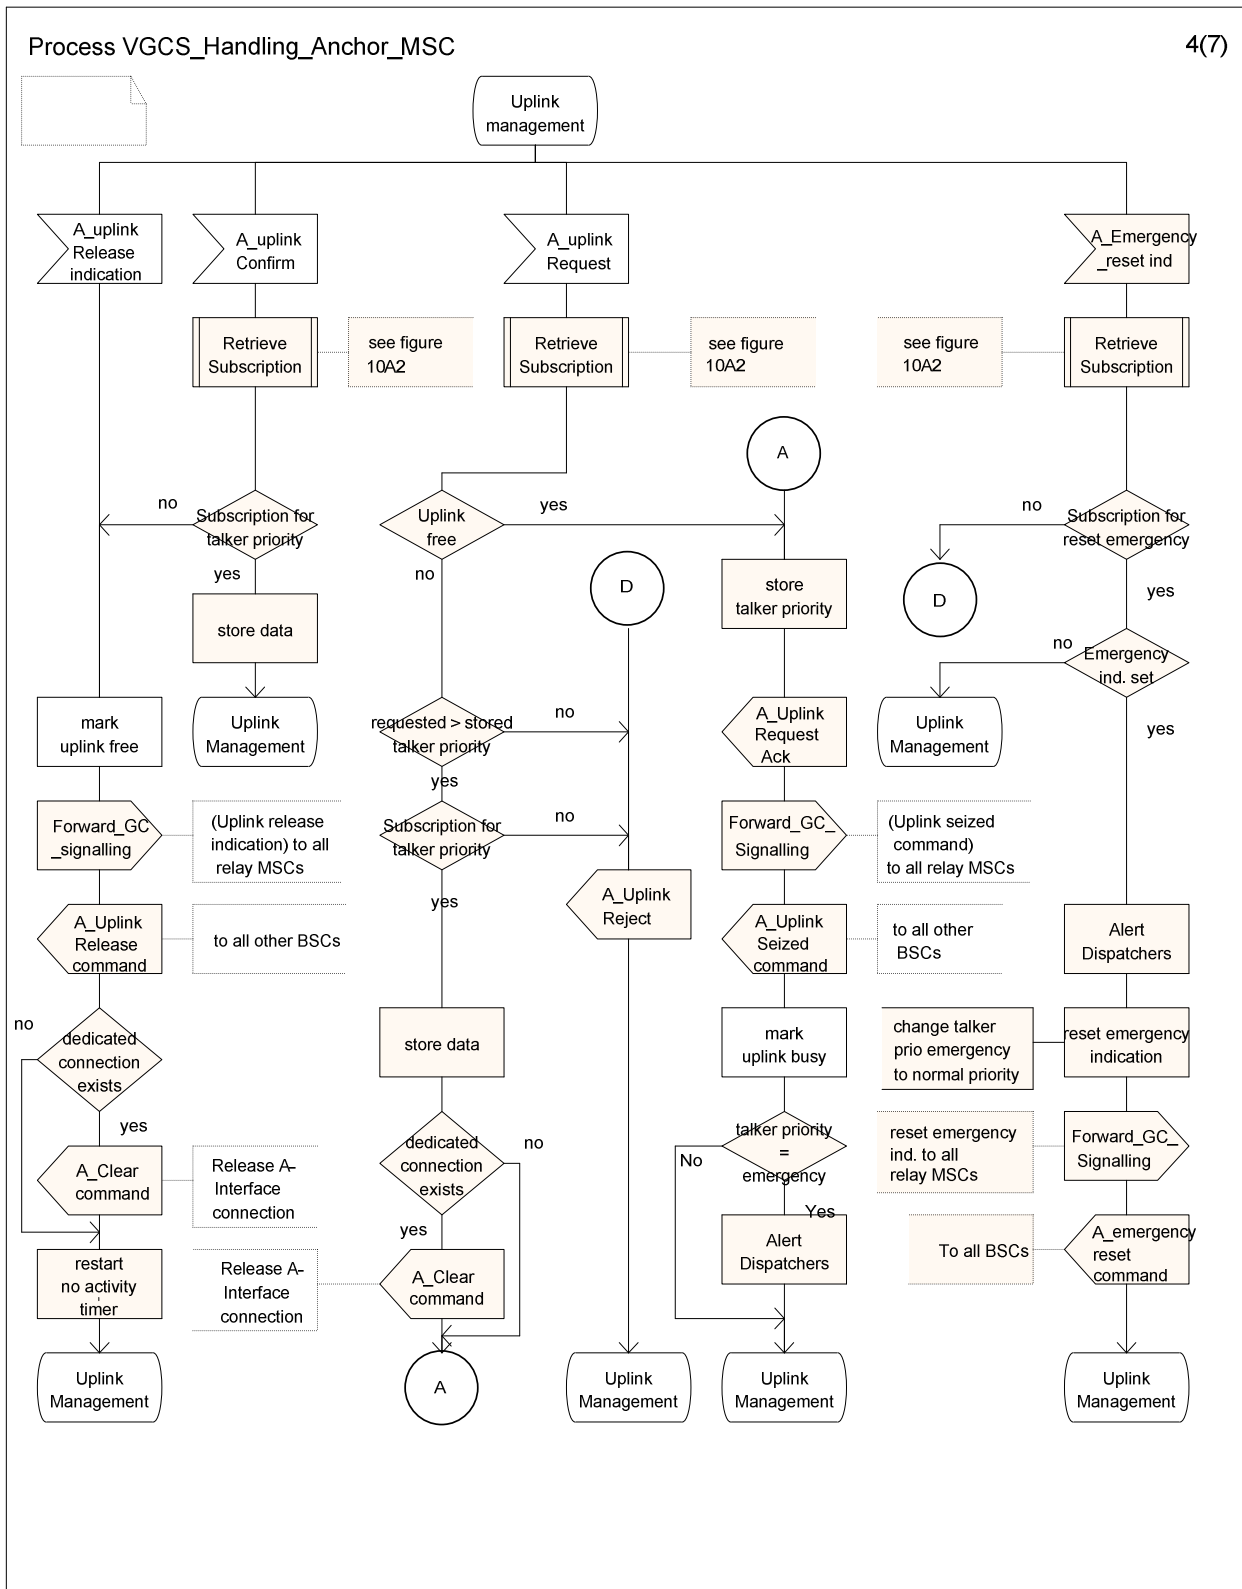 Process VGCS_Handling_Anchor_MSC
4(7)
Uplink
management
A_uplink
Release
indication
A_uplink
Confirm
A_uplink
Request
A_Emergency
_reset ind
Retrieve
Subscription
see figure
10A2
Retrieve
Subscription
see figure
10A2
see figure
10A2
Retrieve
Subscription
A
no
Subscription for
talker priority
yes
Uplink
free
yes
no
no
Subscription for
reset emergency
yes
D
D
store data
store
talker priority
no
Emergency
ind. set
yes
mark
uplink free
Uplink
Management
requested > stored
talker priority
no
yes
A_Uplink
Request
Ack
Uplink
Management
Forward_GC
_signalling
(Uplink release
indication) to all
relay MSCs
Subscription for
talker priority
no
yes
Forward_GC_
Signalling
(Uplink seized
command)
to all relay MSCs
A_Uplink
Reject
A_Uplink
Release
command
to all other BSCs
A_Uplink
Seized
command
to all other
BSCs
Alert
Dispatchers
no
dedicated
connection
exists
yes
store data
mark
uplink busy
change talker
prio emergency
to normal priority
reset emergency
indication
dedicated
connection
exists
no
yes
talker priority
=
emergency
No
Yes
reset emergency
ind. to all
relay MSCs
Forward_GC_
Signalling
A_Clear
command
Release A-
Interface
connection
restart
no activity
timer
Release A-
Interface
connection
A_Clear
command
Alert
Dispatchers
To all BSCs
A_emergency
reset
command
Uplink
Management
A
Uplink
Management
Uplink
Management
Uplink
Management